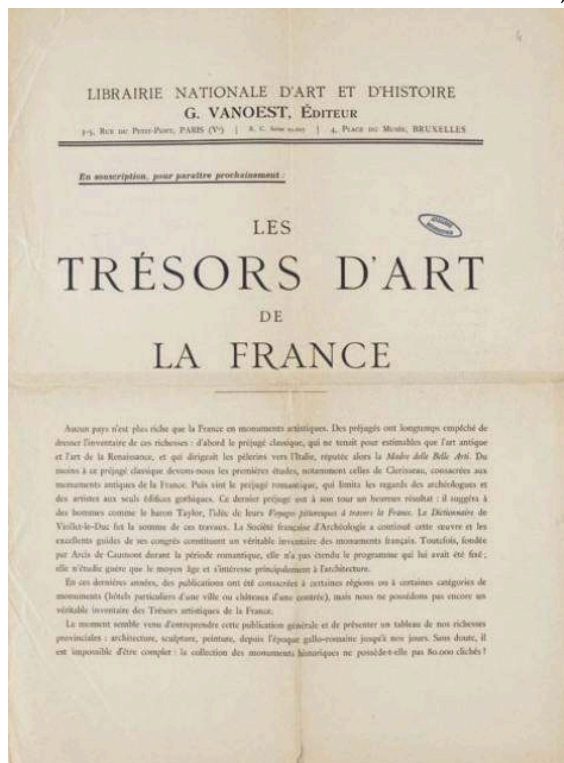 LIBRAIRIE NATIONALE D'ART ET D'HISTOIRE
G. VANOEST, ÉDITEUR
3-5, RUE DU PETIT-PONT, PARIS (Vᵉ) | R. C. | 4, PLACE DU MUSÉE, BRUXELLES
En souscription, pour paraître prochainement :
LES
TRÉSORS D'ART
DE
LA FRANCE
Aucun pays n'est plus riche que la France en monuments artistiques. Des préjugés ont longtemps empêché de
dresser l'inventaire de ces richesses : d'abord le préjugé classique, qui ne tenait pour estimables que l'art antique
et l'art de la Renaissance, et qui dirigeait les pèlerins vers l'Italie, réputée alors la Madre delle Belle Arti. Du
moins à ce préjugé classique devons-nous les premières études, notamment celles de Clerisseau, consacrées aux
monuments antiques de la France. Puis vint le préjugé romantique, qui limita les regards des archéologues et
des artistes aux seuls édifices gothiques. Ce dernier préjugé eut à son tour un heureux résultat : il suggéra à
des hommes comme le baron Taylor, l'idée de leurs Voyages pittoresques à travers la France. Le Dictionnaire de
Viollet-le-Duc fut la somme de ces travaux. La Société française d'Archéologie a continué cette œuvre et les
excellents guides de ses congrès constituent un véritable inventaire des monuments français. Toutefois, fondée
par Arcis de Caumont durant la période romantique, elle n'a pas étendu le programme qui lui avait été fixé ;
elle n'étudie guère que le moyen âge et s'intéresse principalement à l'architecture.
En ces dernières années, des publications ont été consacrées à certaines régions ou à certaines catégories de
monuments (hôtels particuliers d'une ville ou châteaux d'une contrée), mais nous ne possédons pas encore un
véritable inventaire des Trésors artistiques de la France.
Le moment semble venu d'entreprendre cette publication générale et de présenter un tableau de nos richesses
provinciales : architecture, sculpture, peinture, depuis l'époque gallo-romaine jusqu'à nos jours. Sans doute, il
est impossible d'être complet : la collection des monuments historiques ne possède-t-elle pas 80.000 clichés !